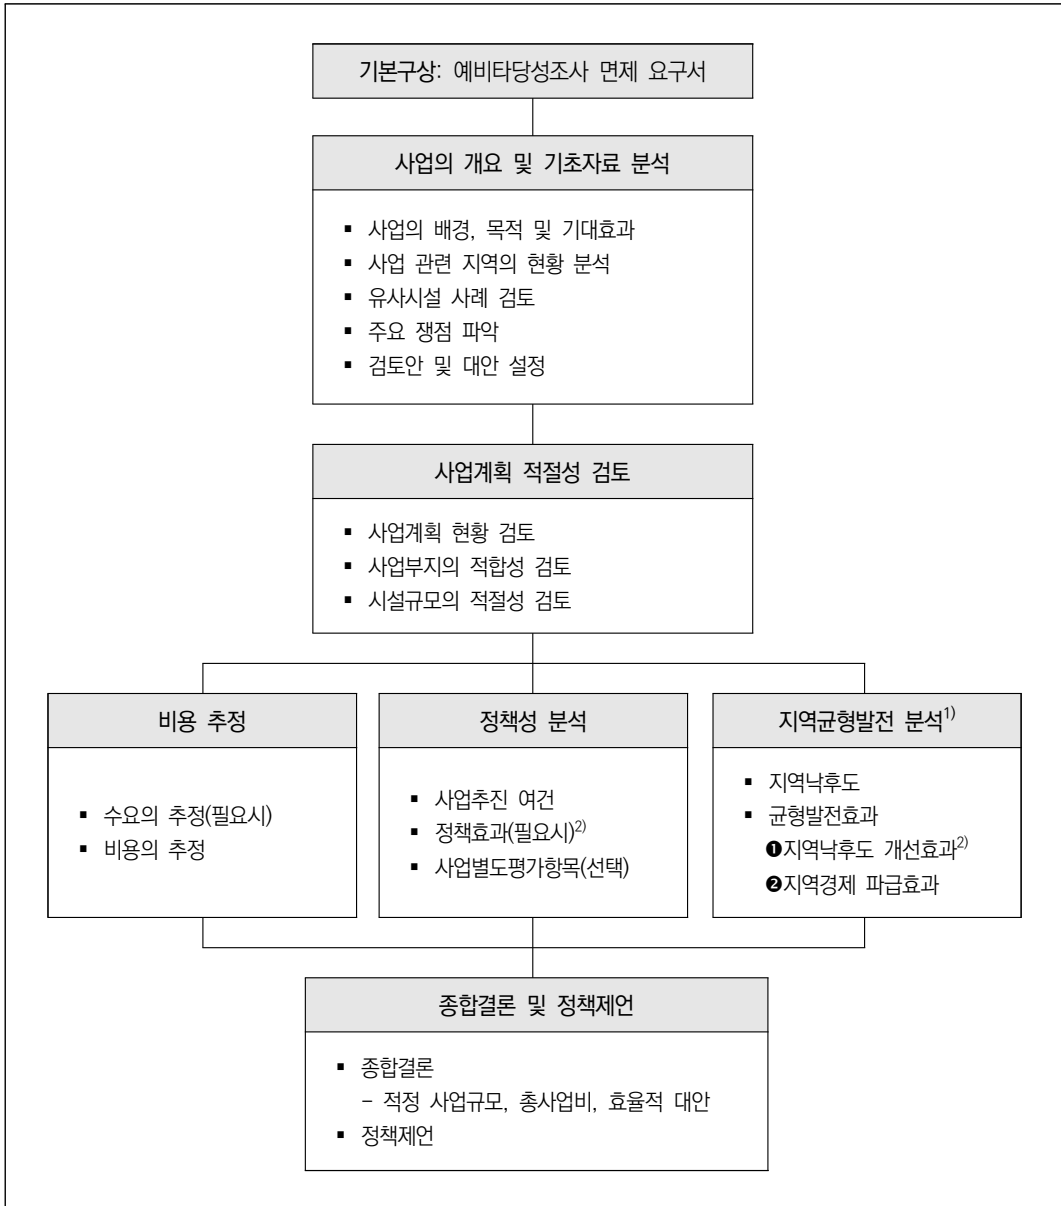 기본구상: 예비타당성조사 면제 요구서
사업의 개요 및 기초자료 분석
▪ 사업의 배경, 목적 및 기대효과
▪ 사업 관련 지역의 현황 분석
▪ 유사시설 사례 검토
▪ 주요 쟁점 파악
▪ 검토안 및 대안 설정
사업계획 적절성 검토
▪ 사업계획 현황 검토
▪ 사업부지의 적합성 검토
▪ 시설규모의 적절성 검토
비용 추정
▪ 수요의 추정(필요시)
▪ 비용의 추정
정책성 분석
▪ 사업추진 여건
▪ 정책효과(필요시)2)
▪ 사업별도평가항목(선택)
지역균형발전 분석1)
▪ 지역낙후도
▪ 균형발전효과
❶지역낙후도 개선효과2)
❷지역경제 파급효과
종합결론 및 정책제언
▪ 종합결론
– 적정 사업규모, 총사업비, 효율적 대안
▪ 정책제언